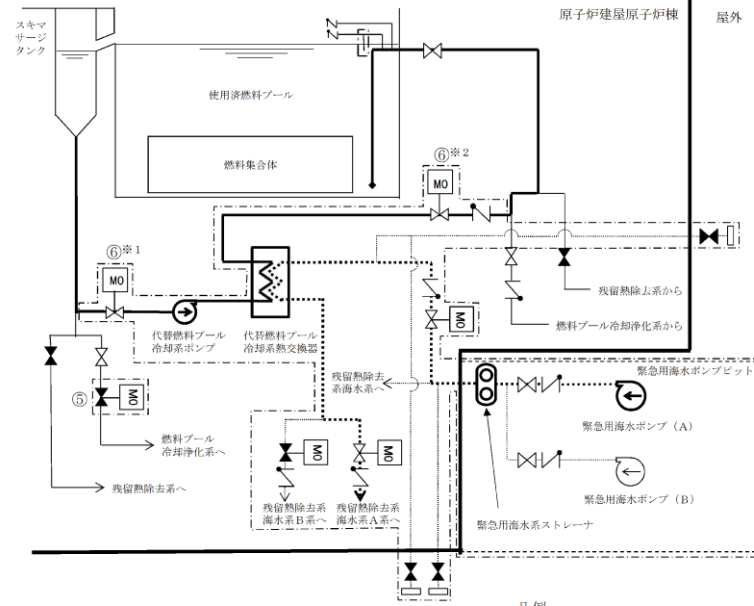 原子炉建屋原子炉棟
屋外
スキマ
サージ
タンク
使用済燃料プール
燃料集合体
⑥※2
MO
⑥※1
MO
代替燃料プール
冷却系ポンプ
代替燃料プール
冷却系熱交換器
MO
残留熱除去系から
燃料プール冷却浄化系から
残留熱除去
系海水系へ
緊急用海水ポンプピット
⑤
MO
緊急用海水ポンプ(A)
燃料プール
冷却浄化系へ
MO
MO
緊急用海水ポンプ(B)
残留熱除去系へ
残留熱除去系
海水系B系へ
残留熱除去系
海水系A系へ
緊急用海水系ストレーナ